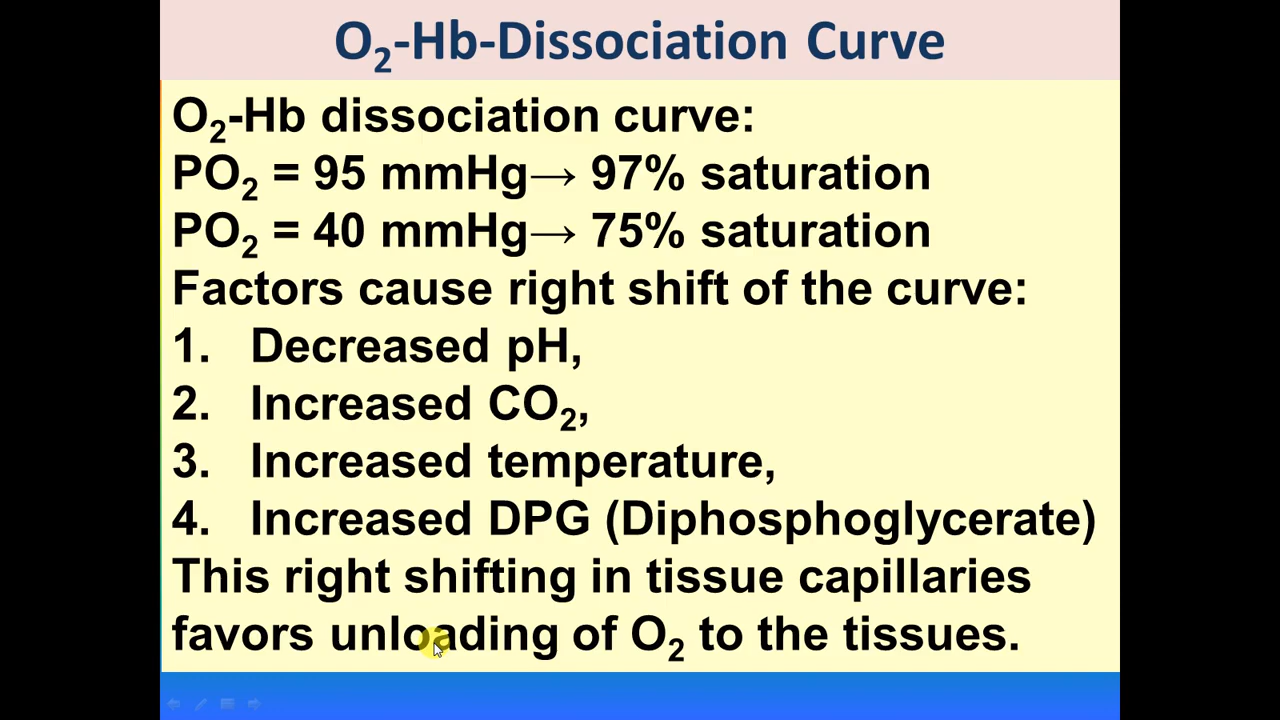 O₂-Hb-Dissociation Curve
O₂-Hb dissociation curve:
PO₂ = 95 mmHg→ 97% saturation
PO₂ = 40 mmHg→ 75% saturation
Factors cause right shift of the curve:
1. Decreased pH,
2. Increased CO₂,
3. Increased temperature,
4. Increased DPG (Diphosphoglycerate)
This right shifting in tissue capillaries
favors unloading of O₂ to the tissues.